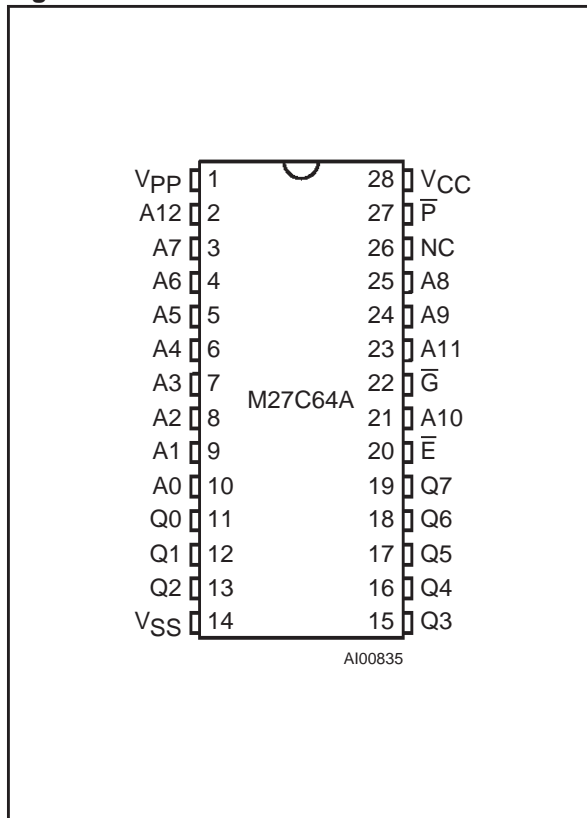 VPP 1 28 VCC
A12 2 27 P̅
A7 3 26 NC
A6 4 25 A8
A5 5 24 A9
A4 6 23 A11
A3 7 22 G̅
M27C64A
A2 8 21 A10
A1 9 20 E̅
A0 10 19 Q7
Q0 11 18 Q6
Q1 12 17 Q5
Q2 13 16 Q4
VSS 14 15 Q3
AI00835